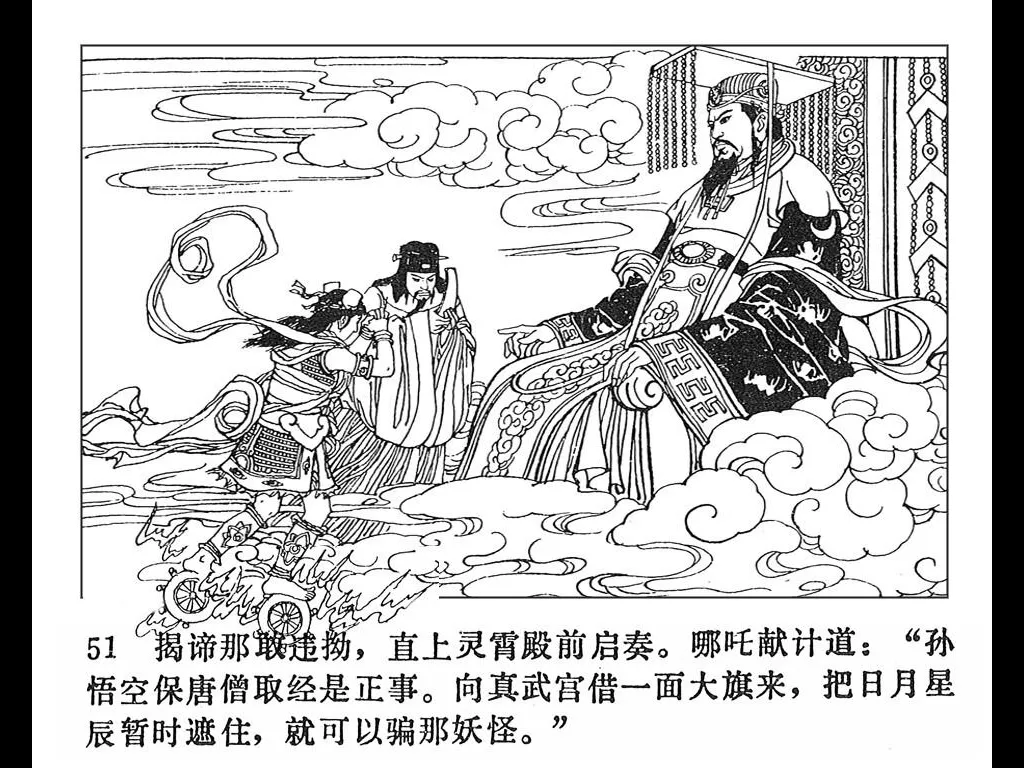 51 揭谛那敢违拗，直上灵霄殿前启奏。哪吒献计道：“孙
悟空保唐僧取经是正事。向真武宫借一面大旗来，把日月星
辰暂时遮住，就可以骗那妖怪。”